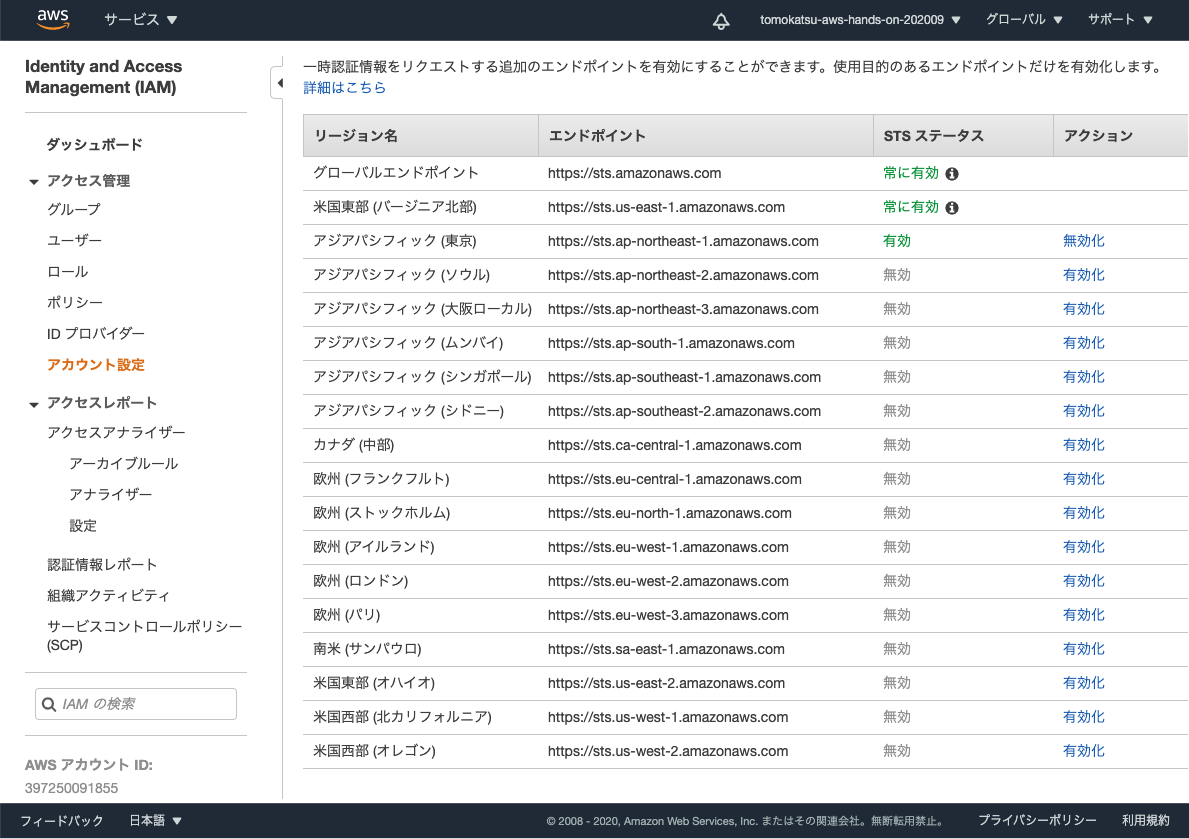 aws サービス tomokatsu-aws-hands-on-202009 グローバル サポート
Identity and Access
Management (IAM)
ダッシュボード
アクセス管理
グループ
ユーザー
ロール
ポリシー
ID プロバイダー
アカウント設定
アクセスレポート
アクセスアナライザー
アーカイブルール
アナライザー
設定
認証情報レポート
組織アクティビティ
サービスコントロールポリシー
(SCP)
IAM の検索
AWS アカウント ID:
397250091855
一時認証情報をリクエストする追加のエンドポイントを有効にすることができます。使用目的のあるエンドポイントだけを有効化します。
詳細はこちら
リージョン名 エンドポイント STS ステータス アクション
グローバルエンドポイント https://sts.amazonaws.com 常に有効
米国東部 (バージニア北部) https://sts.us-east-1.amazonaws.com 常に有効
アジアパシフィック (東京) https://sts.ap-northeast-1.amazonaws.com 有効 無効化
アジアパシフィック (ソウル) https://sts.ap-northeast-2.amazonaws.com 無効 有効化
アジアパシフィック (大阪ローカル) https://sts.ap-northeast-3.amazonaws.com 無効 有効化
アジアパシフィック (ムンバイ) https://sts.ap-south-1.amazonaws.com 無効 有効化
アジアパシフィック (シンガポール) https://sts.ap-southeast-1.amazonaws.com 無効 有効化
アジアパシフィック (シドニー) https://sts.ap-southeast-2.amazonaws.com 無効 有効化
カナダ (中部) https://sts.ca-central-1.amazonaws.com 無効 有効化
欧州 (フランクフルト) https://sts.eu-central-1.amazonaws.com 無効 有効化
欧州 (ストックホルム) https://sts.eu-north-1.amazonaws.com 無効 有効化
欧州 (アイルランド) https://sts.eu-west-1.amazonaws.com 無効 有効化
欧州 (ロンドン) https://sts.eu-west-2.amazonaws.com 無効 有効化
欧州 (パリ) https://sts.eu-west-3.amazonaws.com 無効 有効化
南米 (サンパウロ) https://sts.sa-east-1.amazonaws.com 無効 有効化
米国東部 (オハイオ) https://sts.us-east-2.amazonaws.com 無効 有効化
米国西部 (北カリフォルニア) https://sts.us-west-1.amazonaws.com 無効 有効化
米国西部 (オレゴン) https://sts.us-west-2.amazonaws.com 無効 有効化
フィードバック 日本語 © 2008 - 2020, Amazon Web Services, Inc. またはその関連会社。無断転用禁止。 プライバシーポリシー 利用規約